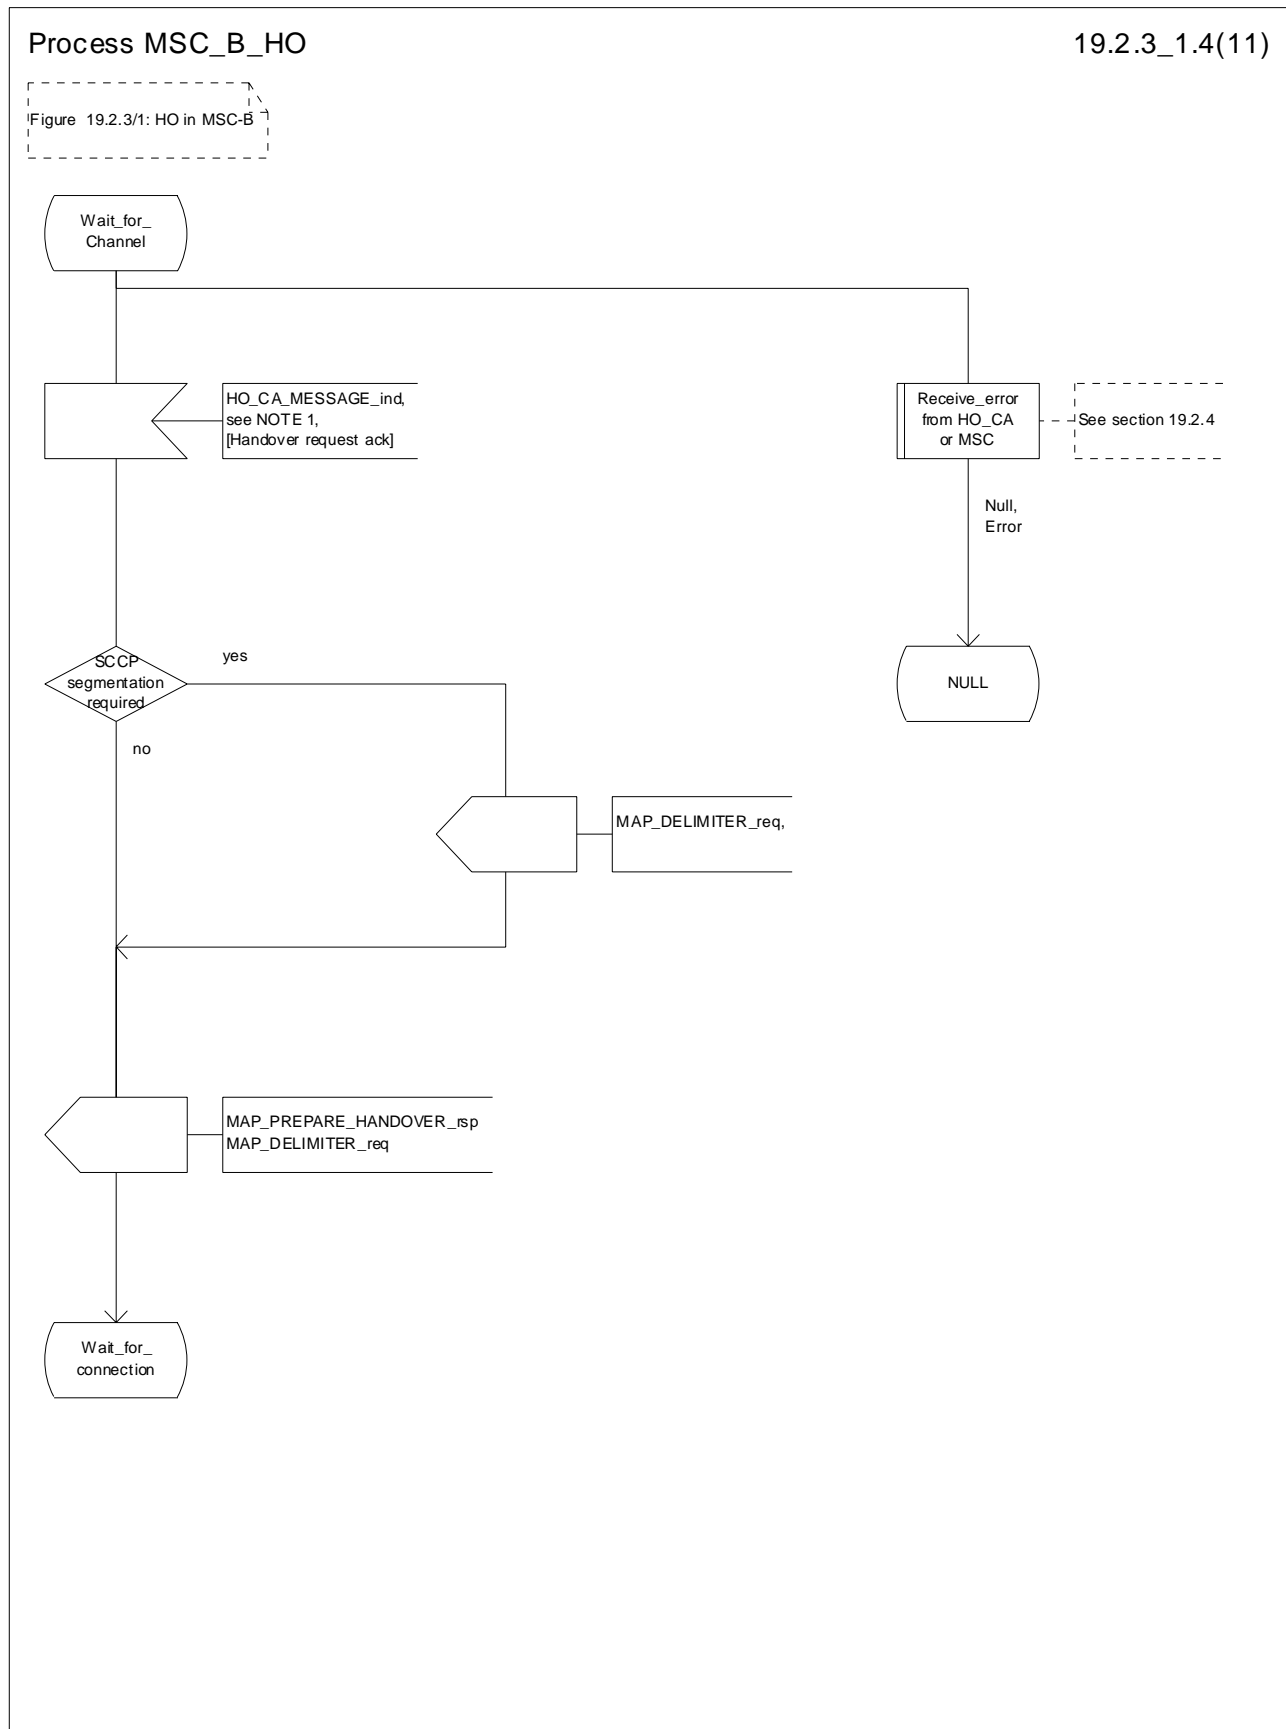 Process MSC_B_HO
19.2.3_1.4(11)
Figure 19.2.3/1: HO in MSC-B
Wait_for_
Channel
HO_CA_MESSAGE_ind,
see NOTE 1,
[Handover request ack]
Receive_error
from HO_CA
or MSC
See section 19.2.4
Null,
Error
SCCP
segmentation
required
yes
no
NULL
MAP_DELIMITER_req,
MAP_PREPARE_HANDOVER_rsp
MAP_DELIMITER_req
Wait_for_
connection